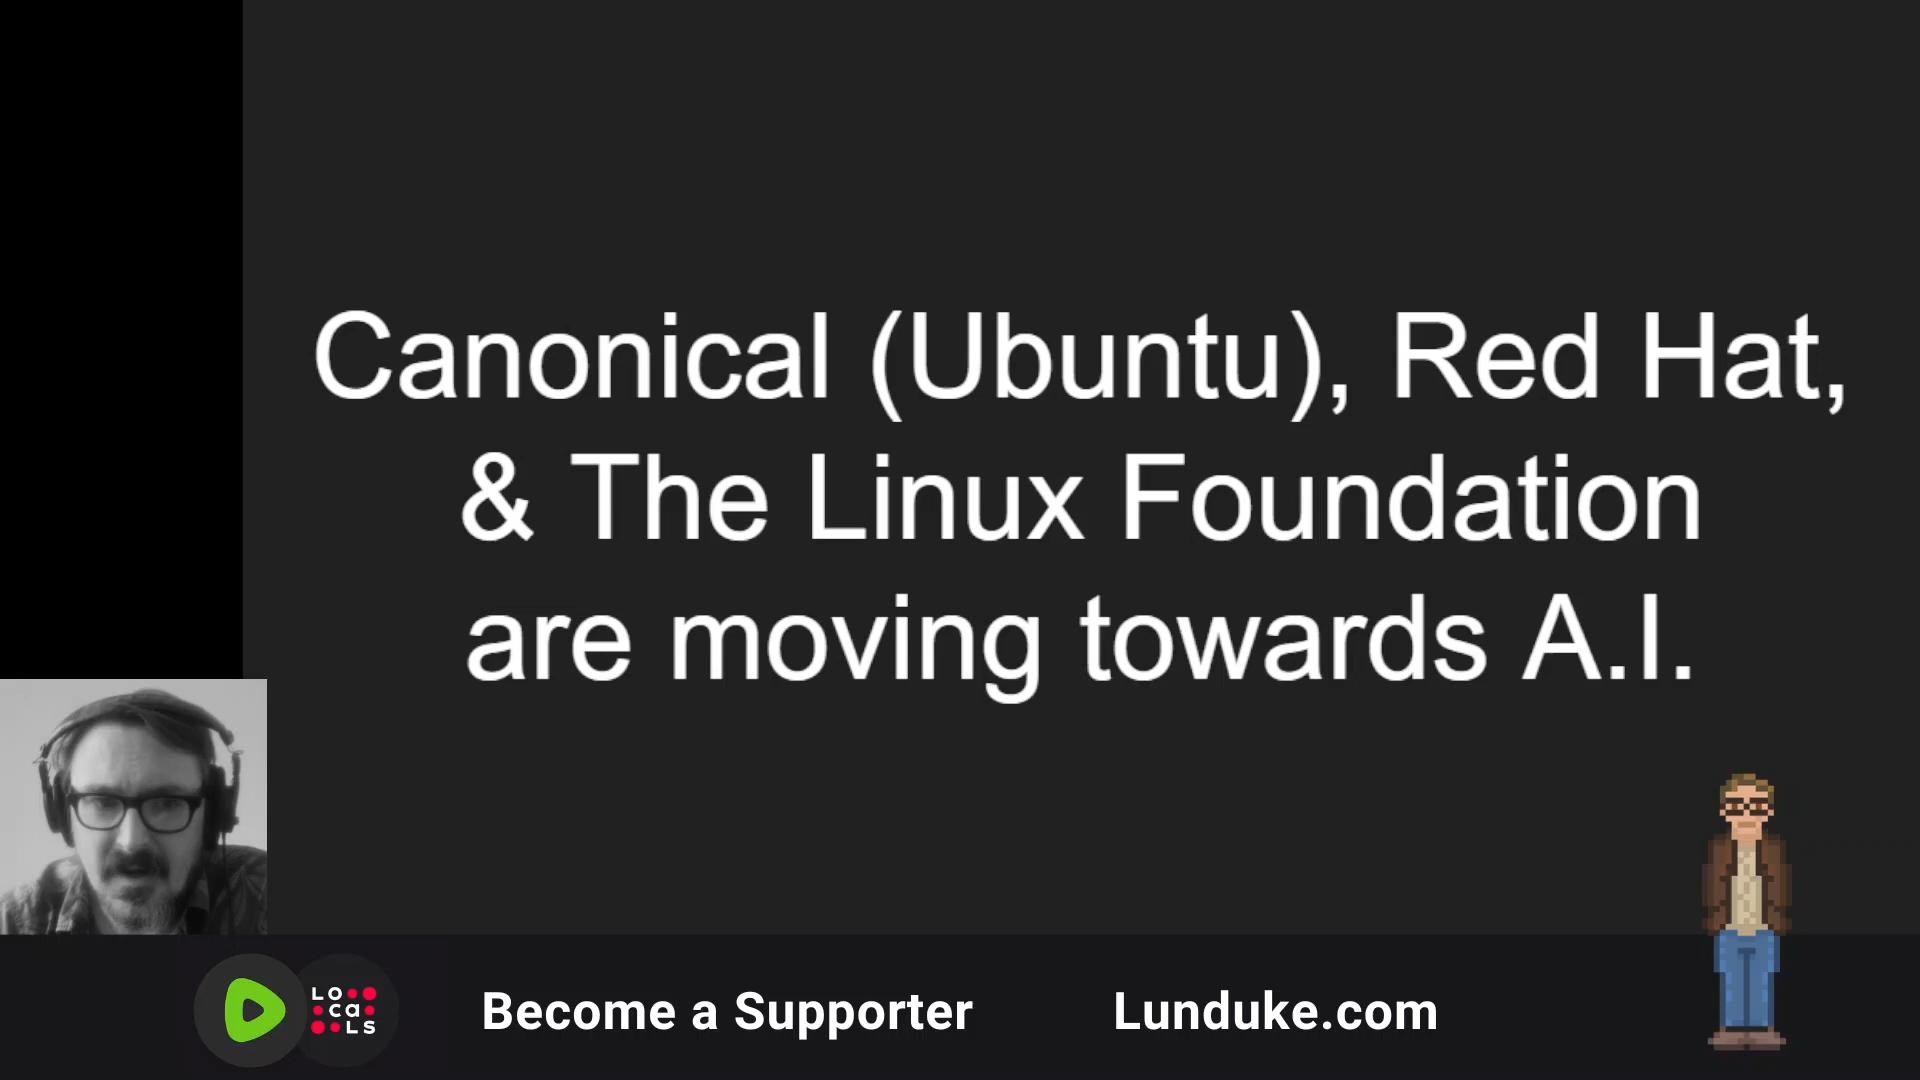 Canonical (Ubuntu), Red Hat,
& The Linux Foundation
are moving towards A.I.
LO
ca
LS
Become a Supporter
Lunduke.com